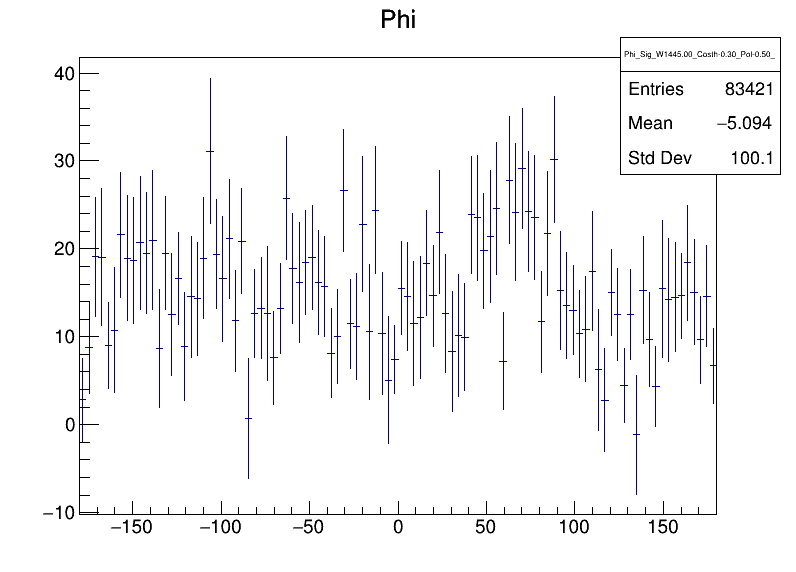 Phi
Phi_Sig_W1445.00_Costh-0.30_Pol-0.50_
Entries 83421
Mean −5.094
Std Dev 100.1
40
30
20
10
0
−10
−150 −100 −50 0 50 100 150